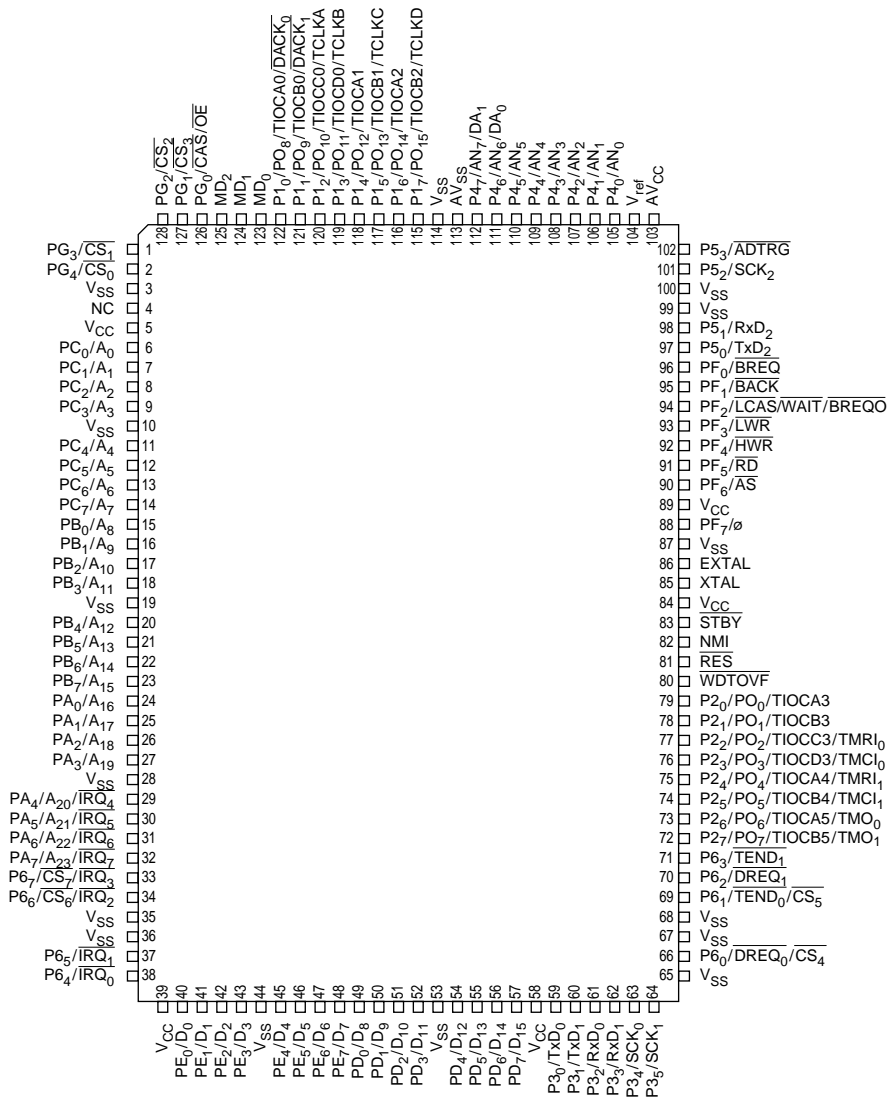 128 PG2/CS2
127 PG1/CS3
126 PG0/CAS/OE
125 MD2
124 MD1
123 MD0
122 P10/PO8/TIOCA0/DACK0
121 P11/PO9/TIOCB0/DACK1
120 P12/PO10/TIOCC0/TCLKA
119 P13/PO11/TIOCD0/TCLKB
118 P14/PO12/TIOCA1
117 P15/PO13/TIOCB1/TCLKC
116 P16/PO14/TIOCA2
115 P17/PO15/TIOCB2/TCLKD
114 VSS
113 AVSS
112 P47/AN7/DA1
111 P46/AN6/DA0
110 P45/AN5
109 P44/AN4
108 P43/AN3
107 P42/AN2
106 P41/AN1
105 P40/AN0
104 Vref
103 AVCC
PG3/CS1 1
PG4/CS0 2
VSS 3
NC 4
VCC 5
PC0/A0 6
PC1/A1 7
PC2/A2 8
PC3/A3 9
VSS 10
PC4/A4 11
PC5/A5 12
PC6/A6 13
PC7/A7 14
PB0/A8 15
PB1/A9 16
PB2/A10 17
PB3/A11 18
VSS 19
PB4/A12 20
PB5/A13 21
PB6/A14 22
PB7/A15 23
PA0/A16 24
PA1/A17 25
PA2/A18 26
PA3/A19 27
VSS 28
PA4/A20/IRQ4 29
PA5/A21/IRQ5 30
PA6/A22/IRQ6 31
PA7/A23/IRQ7 32
P67/CS7/IRQ3 33
P66/CS6/IRQ2 34
VSS 35
VSS 36
P65/IRQ1 37
P64/IRQ0 38
102 P53/ADTRG
101 P52/SCK2
100 VSS
99 VSS
98 P51/RxD2
97 P50/TxD2
96 PF0/BREQ
95 PF1/BACK
94 PF2/LCAS/WAIT/BREQO
93 PF3/LWR
92 PF4/HWR
91 PF5/RD
90 PF6/AS
89 VCC
88 PF7/ø
87 VSS
86 EXTAL
85 XTAL
84 VCC
83 STBY
82 NMI
81 RES
80 WDTOVF
79 P20/PO0/TIOCA3
78 P21/PO1/TIOCB3
77 P22/PO2/TIOCC3/TMRI0
76 P23/PO3/TIOCD3/TMCI0
75 P24/PO4/TIOCA4/TMRI1
74 P25/PO5/TIOCB4/TMCI1
73 P26/PO6/TIOCA5/TMO0
72 P27/PO7/TIOCB5/TMO1
71 P63/TEND1
70 P62/DREQ1
69 P61/TEND0/CS5
68 VSS
67 VSS
66 P60/DREQ0/CS4
65 VSS
39 VCC
40 PE0/D0
41 PE1/D1
42 PE2/D2
43 PE3/D3
44 VSS
45 PE4/D4
46 PE5/D5
47 PE6/D6
48 PE7/D7
49 PD0/D8
50 PD1/D9
51 PD2/D10
52 PD3/D11
53 VSS
54 PD4/D12
55 PD5/D13
56 PD6/D14
57 PD7/D15
58 VCC
59 P30/TxD0
60 P31/TxD1
61 P32/RxD0
62 P33/RxD1
63 P34/SCK0
64 P35/SCK1